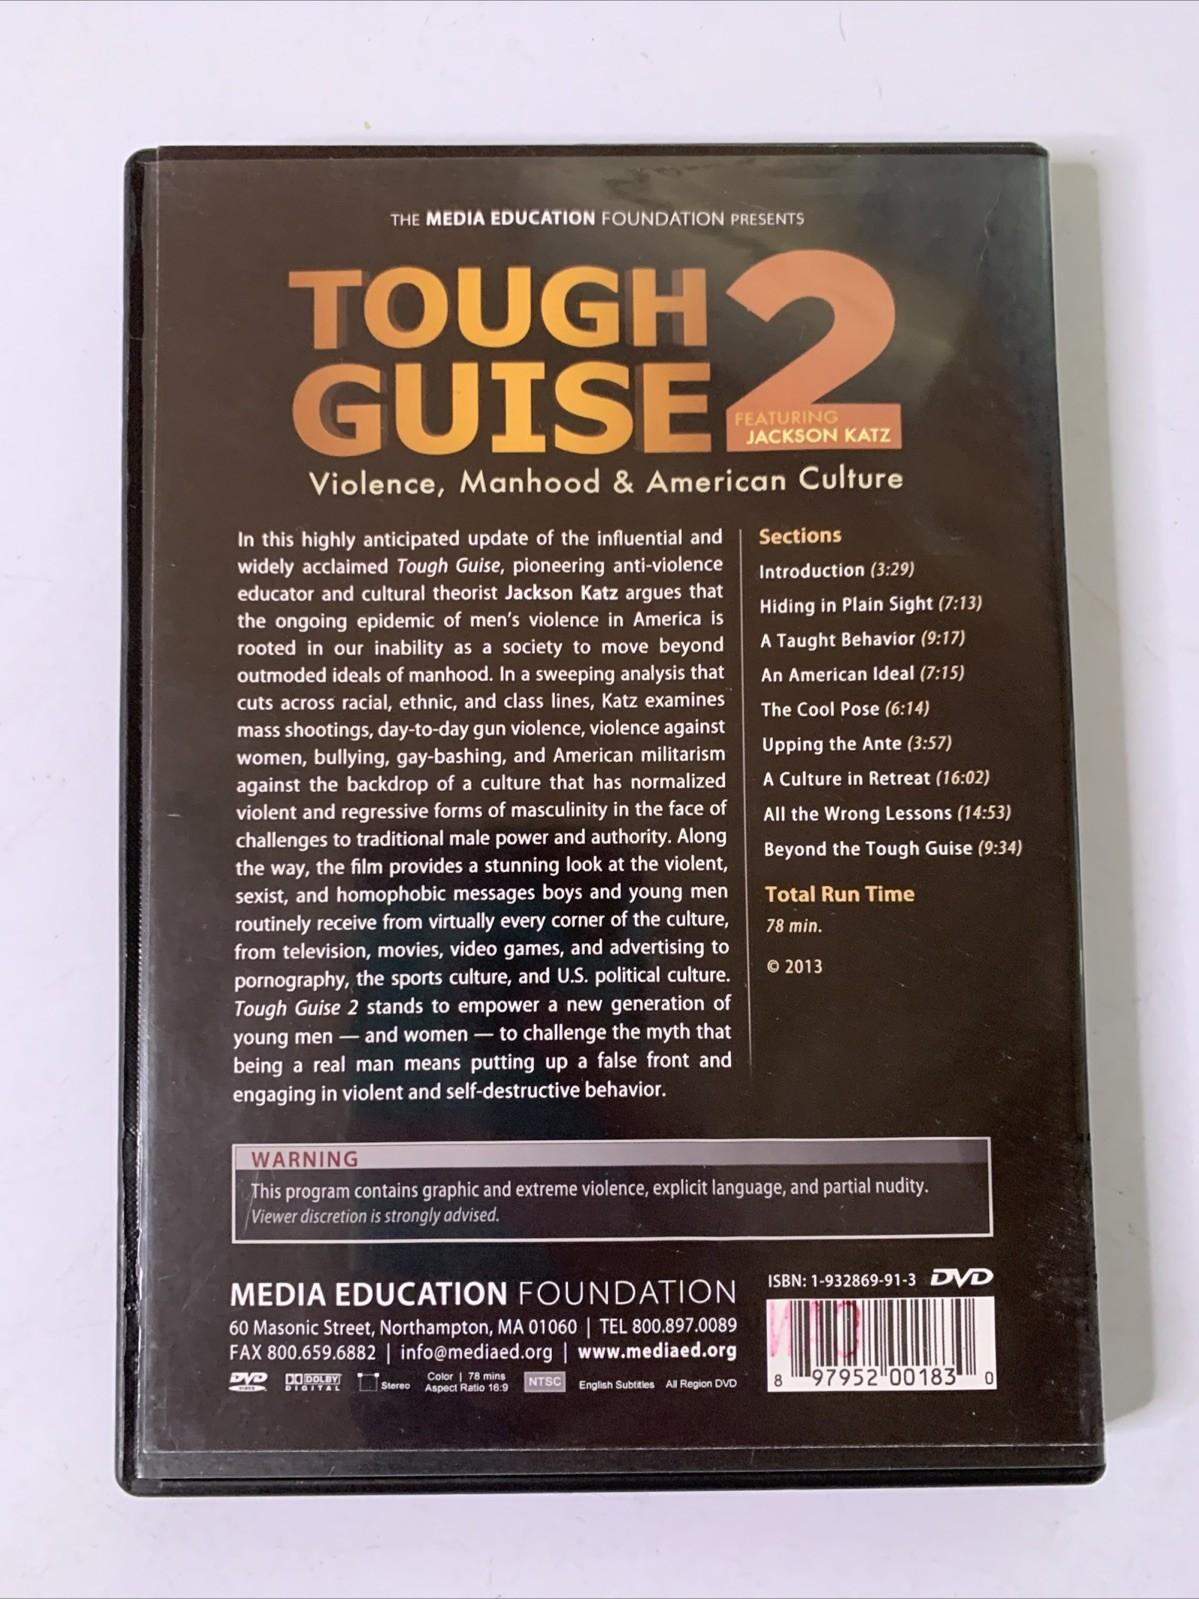 THE MEDIA EDUCATION FOUNDATION PRESENTS
TOUGH
GUISE 2
FEATURING
JACKSON KATZ
Violence, Manhood & American Culture
In this highly anticipated update of the influential and
widely acclaimed Tough Guise, pioneering anti-violence
educator and cultural theorist Jackson Katz argues that
the ongoing epidemic of men's violence in America is
rooted in our inability as a society to move beyond
outmoded ideals of manhood. In a sweeping analysis that
cuts across racial, ethnic, and class lines, Katz examines
mass shootings, day-to-day gun violence, violence against
women, bullying, gay-bashing, and American militarism
against the backdrop of a culture that has normalized
violent and regressive forms of masculinity in the face of
challenges to traditional male power and authority. Along
the way, the film provides a stunning look at the violent,
sexist, and homophobic messages boys and young men
routinely receive from virtually every corner of the culture,
from television, movies, video games, and advertising to
pornography, the sports culture, and U.S. political culture.
Tough Guise 2 stands to empower a new generation of
young men — and women — to challenge the myth that
being a real man means putting up a false front and
engaging in violent and self-destructive behavior.
Sections
Introduction (3:29)
Hiding in Plain Sight (7:13)
A Taught Behavior (9:17)
An American Ideal (7:15)
The Cool Pose (6:14)
Upping the Ante (3:57)
A Culture in Retreat (16:02)
All the Wrong Lessons (14:53)
Beyond the Tough Guise (9:34)
Total Run Time
78 min.
© 2013
WARNING
This program contains graphic and extreme violence, explicit language, and partial nudity.
Viewer discretion is strongly advised.
MEDIA EDUCATION FOUNDATION
60 Masonic Street, Northampton, MA 01060 | TEL 800.897.0089
FAX 800.659.6882 | info@mediaed.org | www.mediaed.org
DVD VIDEO
DOLBY DIGITAL
Stereo
Color | 78 mins
Aspect Ratio 16:9
NTSC
English Subtitles
All Region DVD
ISBN: 1-932869-91-3 DVD
8 97952 00183 0